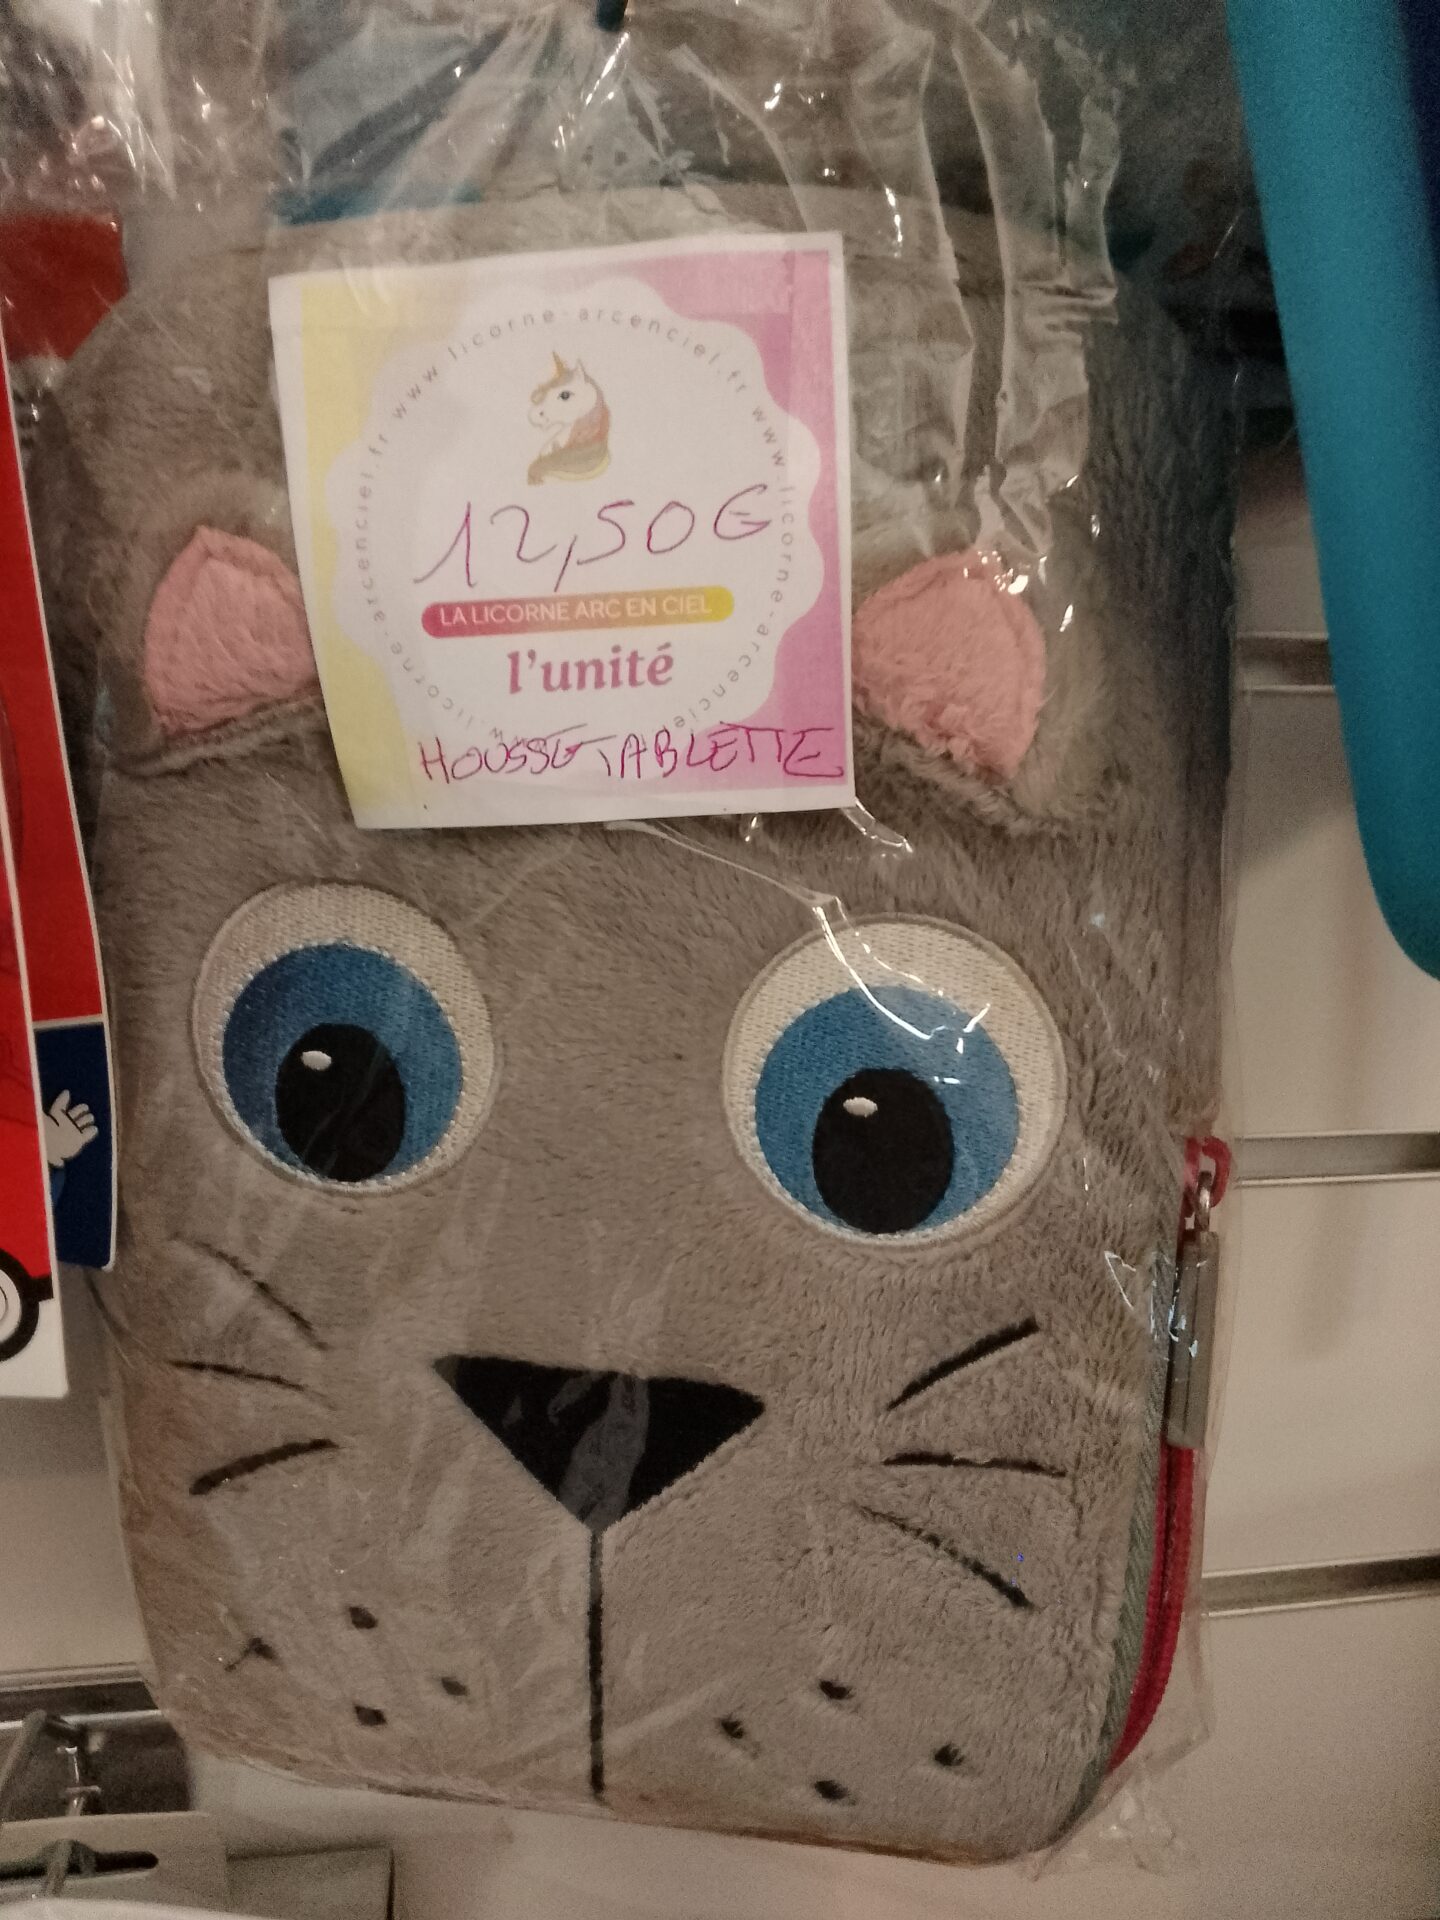 www.licorne-arcenciel.fr www.licorne-arcenciel.fr
12,50€
LA LICORNE ARC EN CIEL
l'unité
HOUSSE TABLETTE